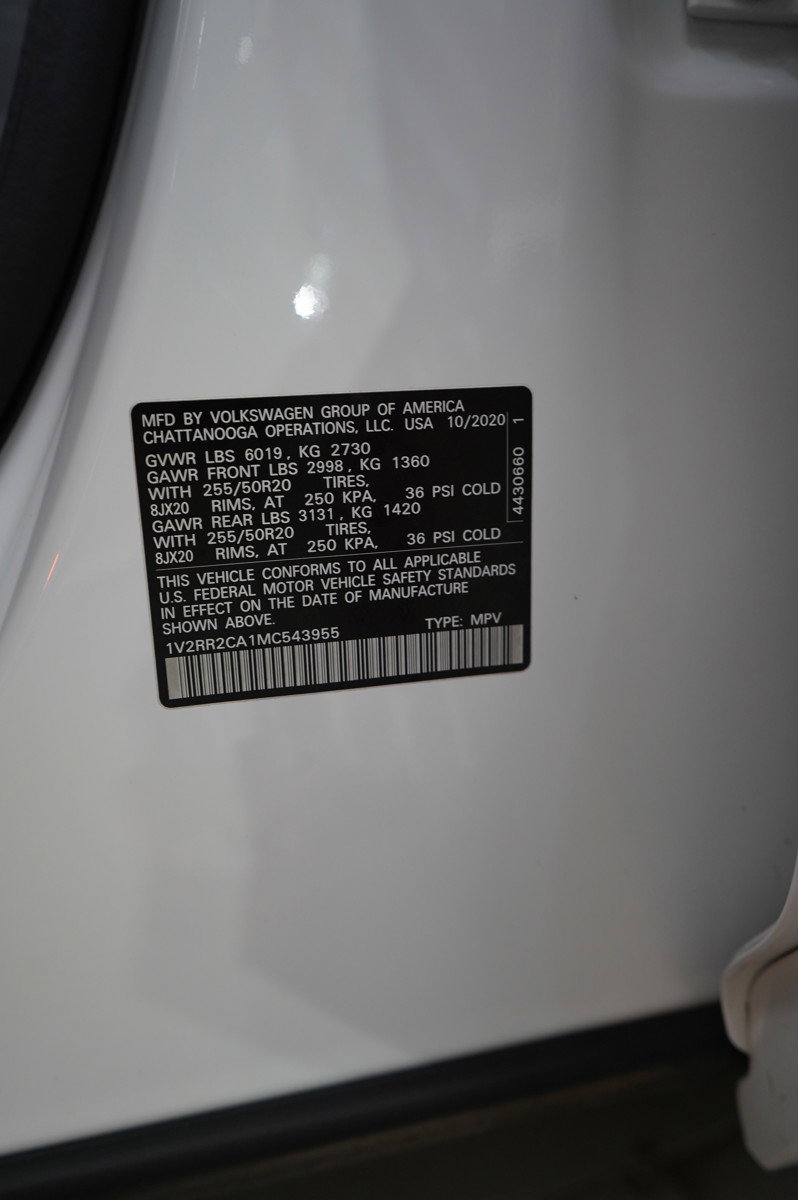 MFD BY VOLKSWAGEN GROUP OF AMERICA
CHATTANOOGA OPERATIONS, LLC. USA 10/2020
GVWR LBS 6019, KG 2730
GAWR FRONT LBS 2998, KG 1360
WITH 255/50R20 TIRES,
8JX20 RIMS, AT 250 KPA, 36 PSI COLD
GAWR REAR LBS 3131, KG 1420
WITH 255/50R20 TIRES,
8JX20 RIMS, AT 250 KPA, 36 PSI COLD
4430660 1
THIS VEHICLE CONFORMS TO ALL APPLICABLE
U.S. FEDERAL MOTOR VEHICLE SAFETY STANDARDS
IN EFFECT ON THE DATE OF MANUFACTURE
SHOWN ABOVE.
1V2RR2CA1MC543955 TYPE: MPV